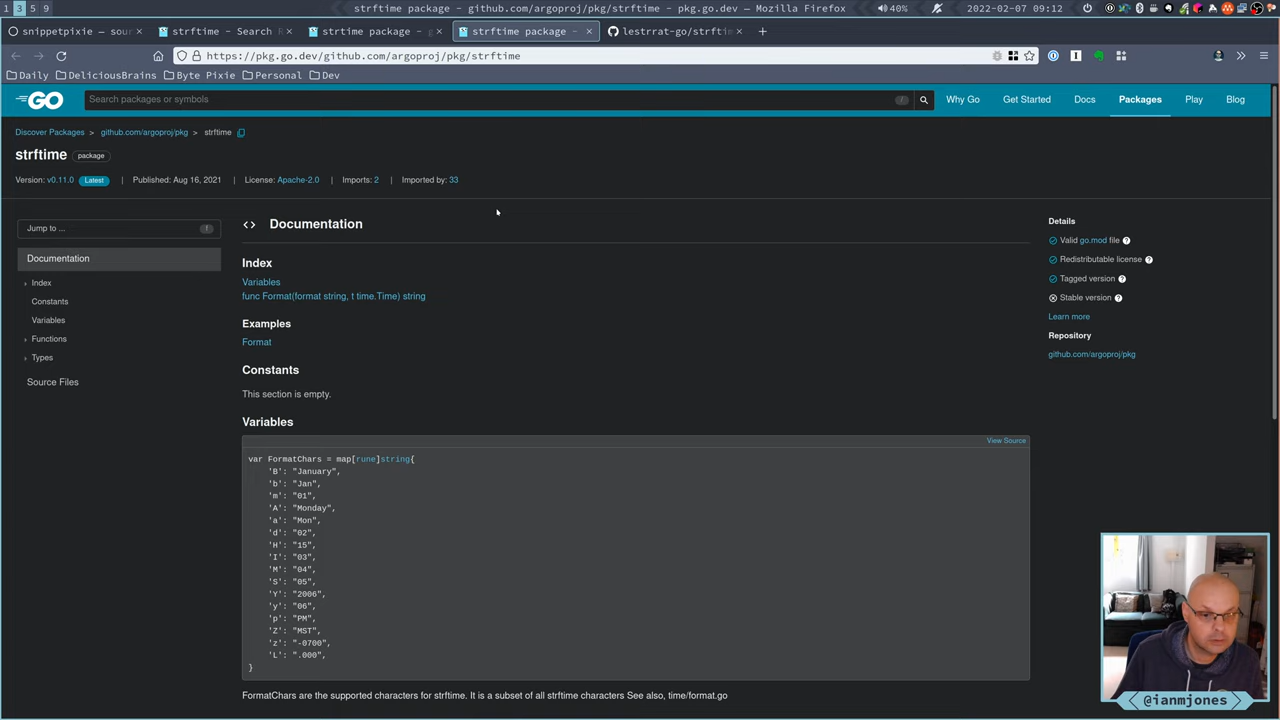 1 3 5 9
strftime package - github.com/argoproj/pkg/strftime - pkg.go.dev — Mozilla Firefox
40%
2022-02-07 09:12
snippetpixie — sour
strftime - Search R
strtime package - g
strftime package -
lestrrat-go/strftim
https://pkg.go.dev/github.com/argoproj/pkg/strftime
Daily
DeliciousBrains
Byte Pixie
Personal
Dev
GO
Search packages or symbols
/
Why Go
Get Started
Docs
Packages
Play
Blog
Discover Packages > github.com/argoproj/pkg > strftime
strftime package
Version: v0.11.0 Latest | Published: Aug 16, 2021 | License: Apache-2.0 | Imports: 2 | Imported by: 33
Jump to ... f
Documentation
Index
Constants
Variables
Functions
Types
Source Files
Documentation
Index
Variables
func Format(format string, t time.Time) string
Examples
Format
Constants
This section is empty.
Variables
View Source
var FormatChars = map[rune]string{
'B': "January",
'b': "Jan",
'm': "01",
'A': "Monday",
'a': "Mon",
'd': "02",
'H': "15",
'I': "03",
'M': "04",
'S': "05",
'Y': "2006",
'y': "06",
'p': "PM",
'Z': "MST",
'z': "-0700",
'L': ".000",
}
FormatChars are the supported characters for strftime. It is a subset of all strftime characters See also, time/format.go
Details
Valid go.mod file
Redistributable license
Tagged version
Stable version
Learn more
Repository
github.com/argoproj/pkg
@ianmjones